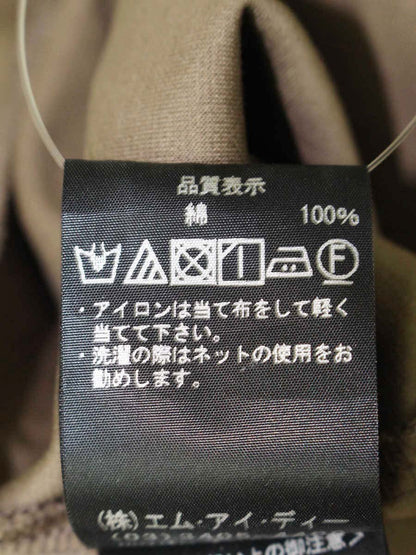 品質表示
綿 100%
F
・アイロンは当て布をして軽く
当てて下さい。
・洗濯の際はネットの使用をお
勧めします。
(株)エム・アイ・ディー